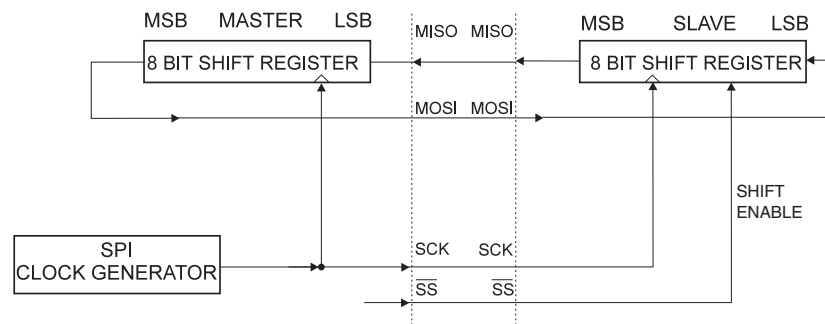 MSB MASTER LSB MISO MISO MSB SLAVE LSB
8 BIT SHIFT REGISTER 8 BIT SHIFT REGISTER
MOSI MOSI
SHIFT
ENABLE
SPI
CLOCK GENERATOR
SCK SCK
SS SS